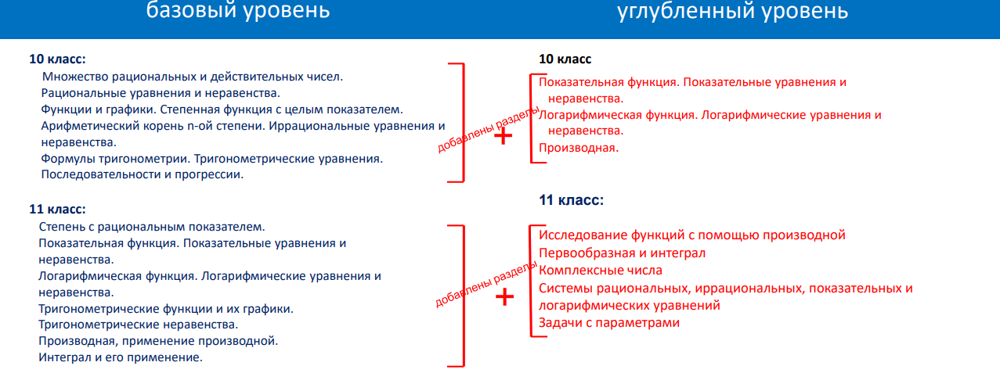 базовый уровень
углубленный уровень
10 класс:
Множество рациональных и действительных чисел.
Рациональные уравнения и неравенства.
Функции и графики. Степенная функция с целым показателем.
Арифметический корень n-ой степени. Иррациональные уравнения и
неравенства.
Формулы тригонометрии. Тригонометрические уравнения.
Последовательности и прогрессии.
добавлены разделы
+
10 класс
Показательная функция. Показательные уравнения и
неравенства.
Логарифмическая функция. Логарифмические уравнения и
неравенства.
Производная.
11 класс:
Степень с рациональным показателем.
Показательная функция. Показательные уравнения и
неравенства.
Логарифмическая функция. Логарифмические уравнения и
неравенства.
Тригонометрические функции и их графики.
Тригонометрические неравенства.
Производная, применение производной.
Интеграл и его применение.
добавлены разделы
+
11 класс:
Исследование функций с помощью производной
Первообразная и интеграл
Комплексные числа
Системы рациональных, иррациональных, показательных и
логарифмических уравнений
Задачи с параметрами